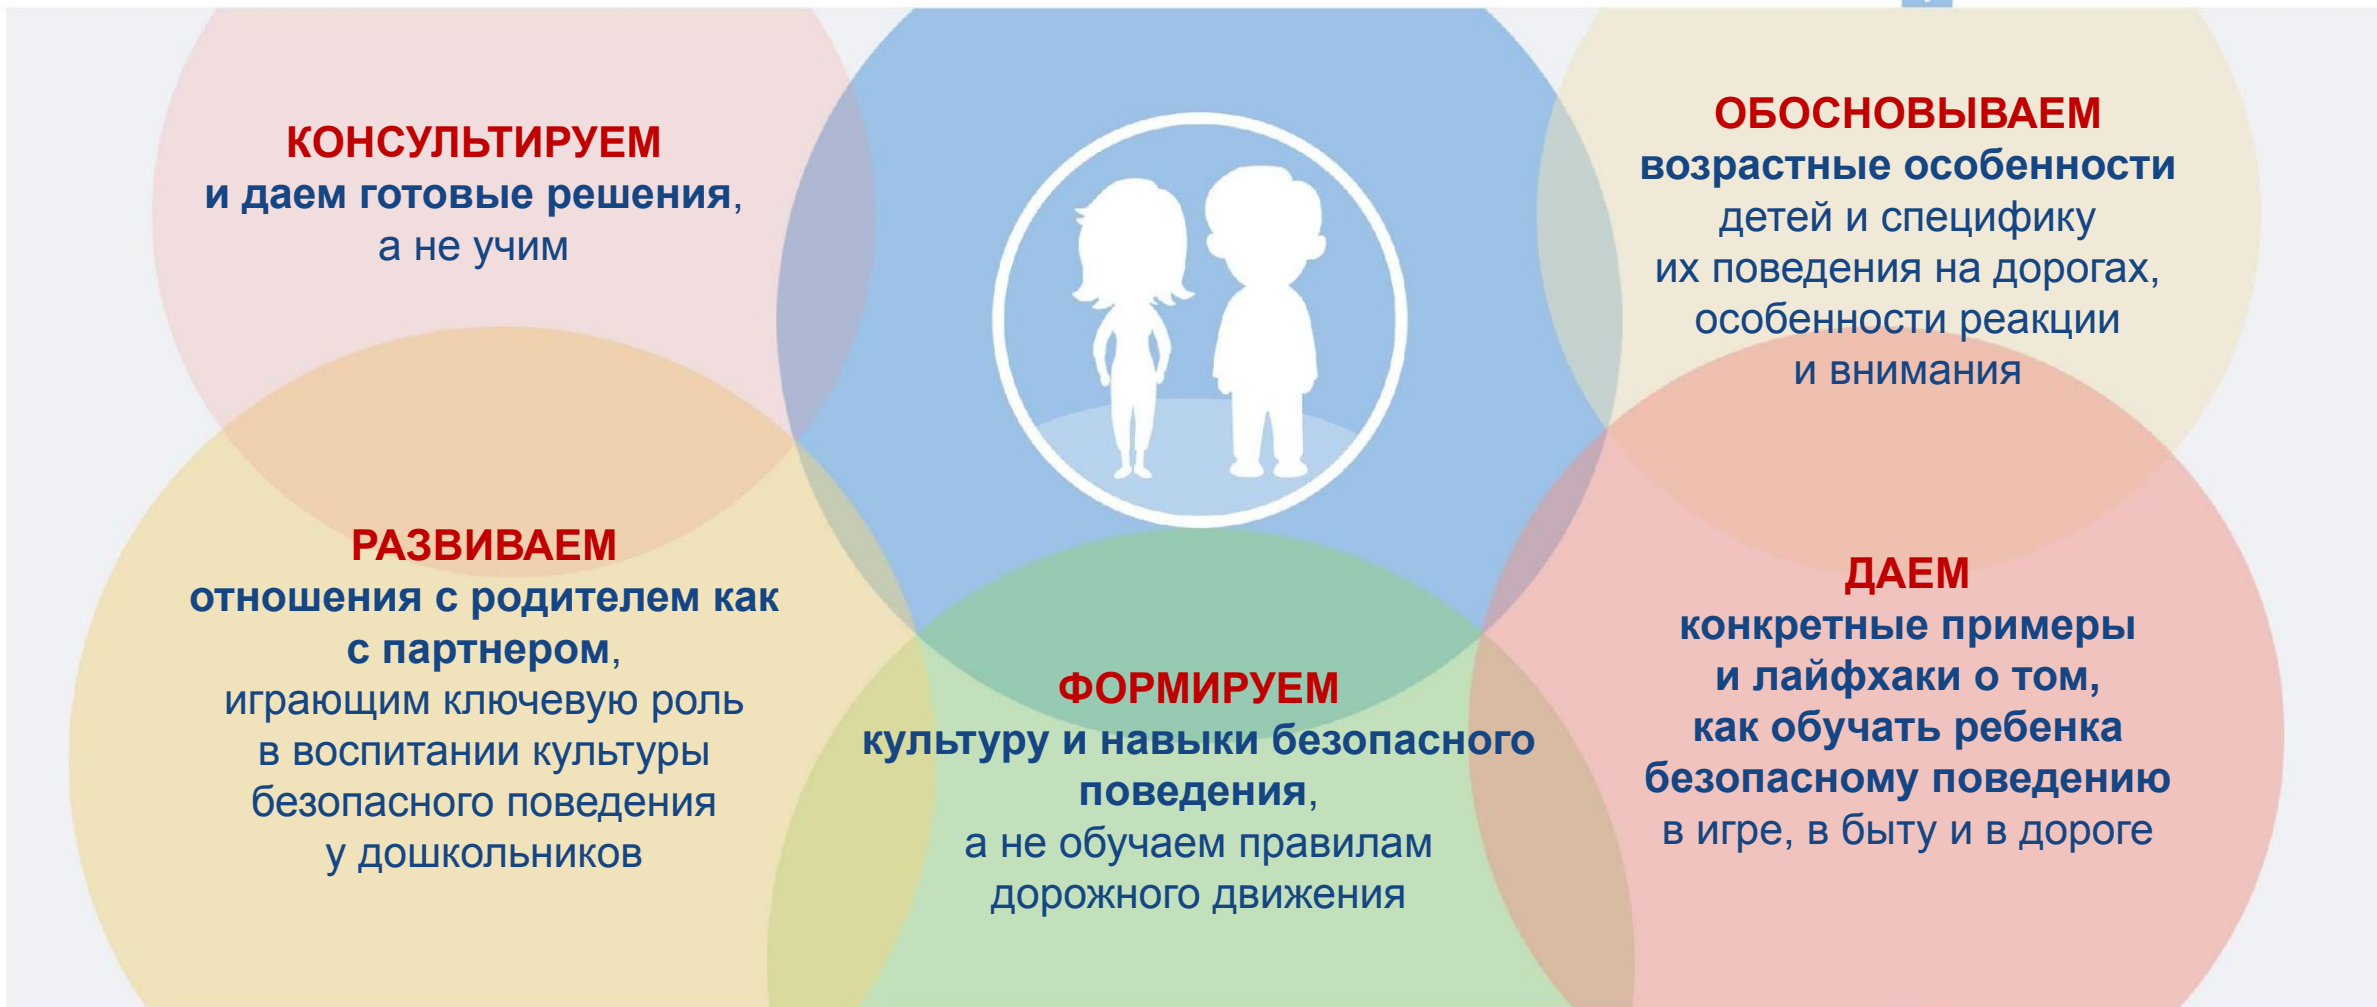 КОНСУЛЬТИРУЕМ
и даем готовые решения,
а не учим
ОБОСНОВЫВАЕМ
возрастные особенности
детей и специфику
их поведения на дорогах,
особенности реакции
и внимания
РАЗВИВАЕМ
отношения с родителем как
с партнером,
играющим ключевую роль
в воспитании культуры
безопасного поведения
у дошкольников
ФОРМИРУЕМ
культуру и навыки безопасного
поведения,
а не обучаем правилам
дорожного движения
ДАЕМ
конкретные примеры
и лайфхаки о том,
как обучать ребенка
безопасному поведению
в игре, в быту и в дороге